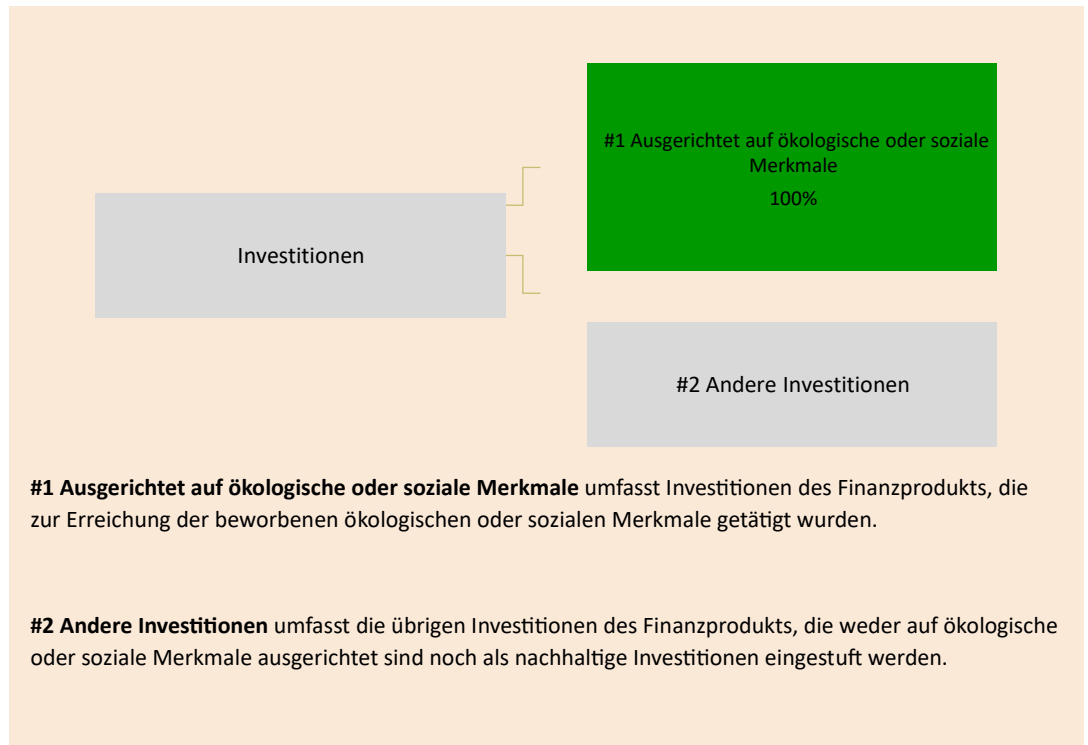 #1 Ausgerichtet auf ökologische oder soziale
Merkmale
100%
Investitionen
#2 Andere Investitionen
#1 Ausgerichtet auf ökologische oder soziale Merkmale umfasst Investitionen des Finanzprodukts, die
zur Erreichung der beworbenen ökologischen oder sozialen Merkmale getätigt wurden.
#2 Andere Investitionen umfasst die übrigen Investitionen des Finanzprodukts, die weder auf ökologische
oder soziale Merkmale ausgerichtet sind noch als nachhaltige Investitionen eingestuft werden.